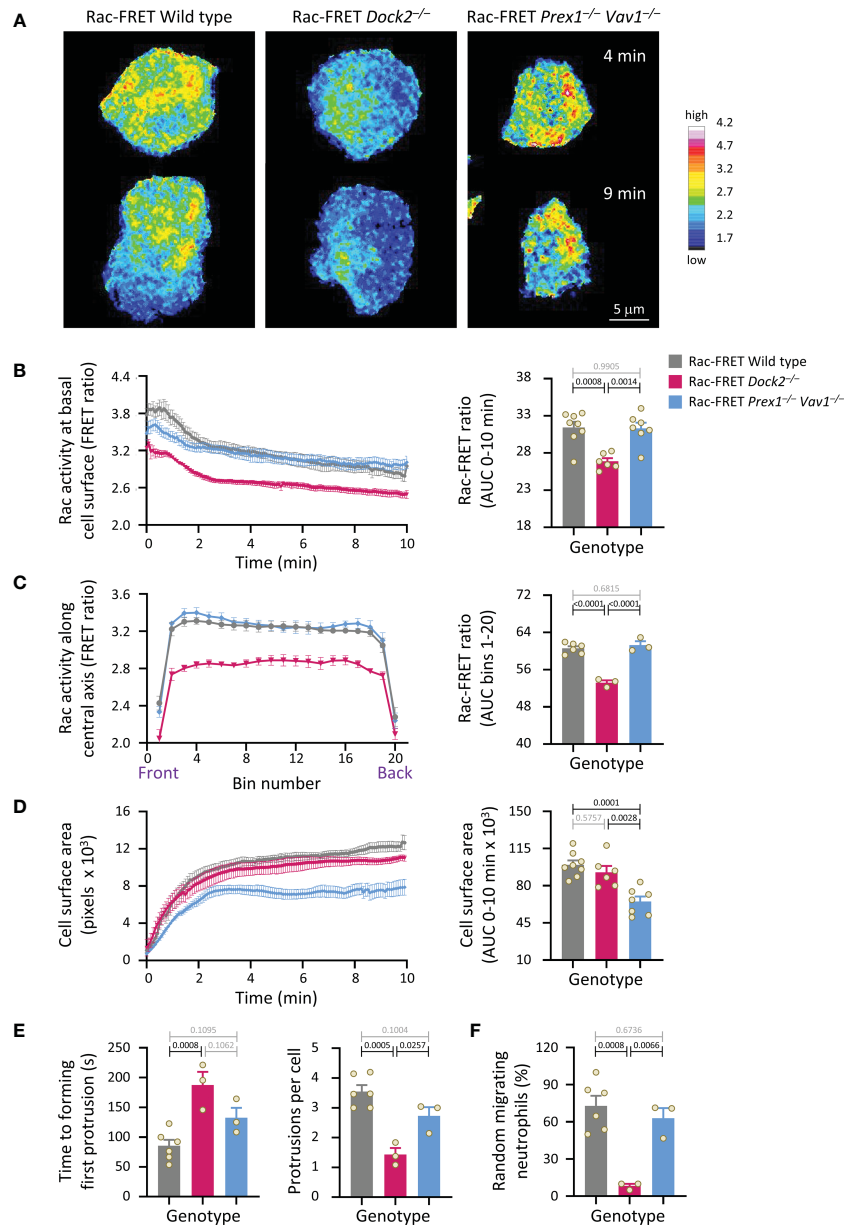 A
Rac-FRET Wild type
Rac-FRET Dock2–/–
Rac-FRET Prex1–/– Vav1–/–
4 min
9 min
5 μm
high
4.2
4.7
3.2
2.7
2.2
1.7
low
B
Rac activity at basal
cell surface (FRET ratio)
4.4
3.8
3.2
2.6
2.0
0 2 4 6 8 10
Time (min)
Rac-FRET ratio
(AUC 0-10 min)
38
33
28
23
18
0.9905
0.0008 0.0014
Genotype
Rac-FRET Wild type
Rac-FRET Dock2–/–
Rac-FRET Prex1–/– Vav1–/–
C
Rac activity along
central axis (FRET ratio)
3.6
3.2
2.8
2.4
2.0
0 4 8 12 16 20
Front Bin number Back
Rac-FRET ratio
(AUC bins 1-20)
72
64
56
48
40
0.6815
<0.0001 <0.0001
Genotype
D
Cell surface area
(pixels x 10³)
16
12
8
4
0
0 2 4 6 8 10
Time (min)
Cell surface area
(AUC 0-10 min x 10³)
150
115
80
45
10
0.0001
0.5757 0.0028
Genotype
E
Time to forming
first protrusion (s)
250
200
150
100
50
0
0.1095
0.0008 0.1062
Genotype
Protrusions per cell
5
4
3
2
1
0
0.1004
0.0005 0.0257
Genotype
F
Random migrating
neutrophils (%)
120
90
60
30
0
0.6736
0.0008 0.0066
Genotype